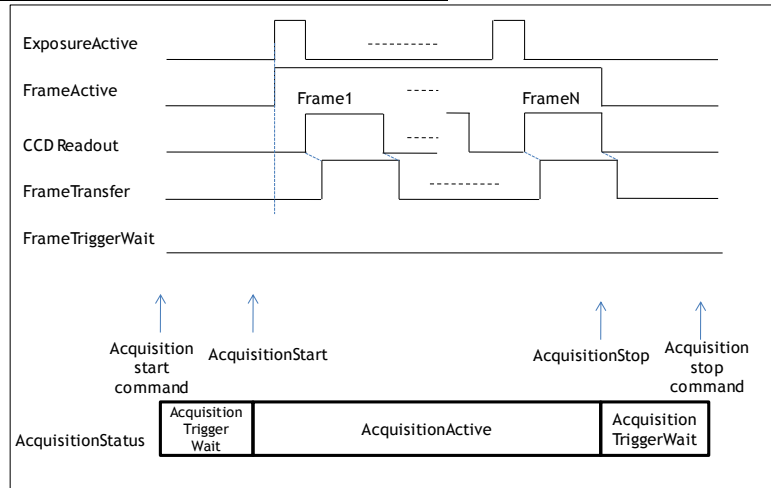 ExposureActive
FrameActive
Frame1
FrameN
CCD Readout
FrameTransfer
FrameTriggerWait
Acquisition
start
command
AcquisitionStart
AcquisitionStop
Acquisition
stop
command
AcquisitionStatus
Acquisition
Trigger
Wait
AcquisitionActive
Acquisition
TriggerWait